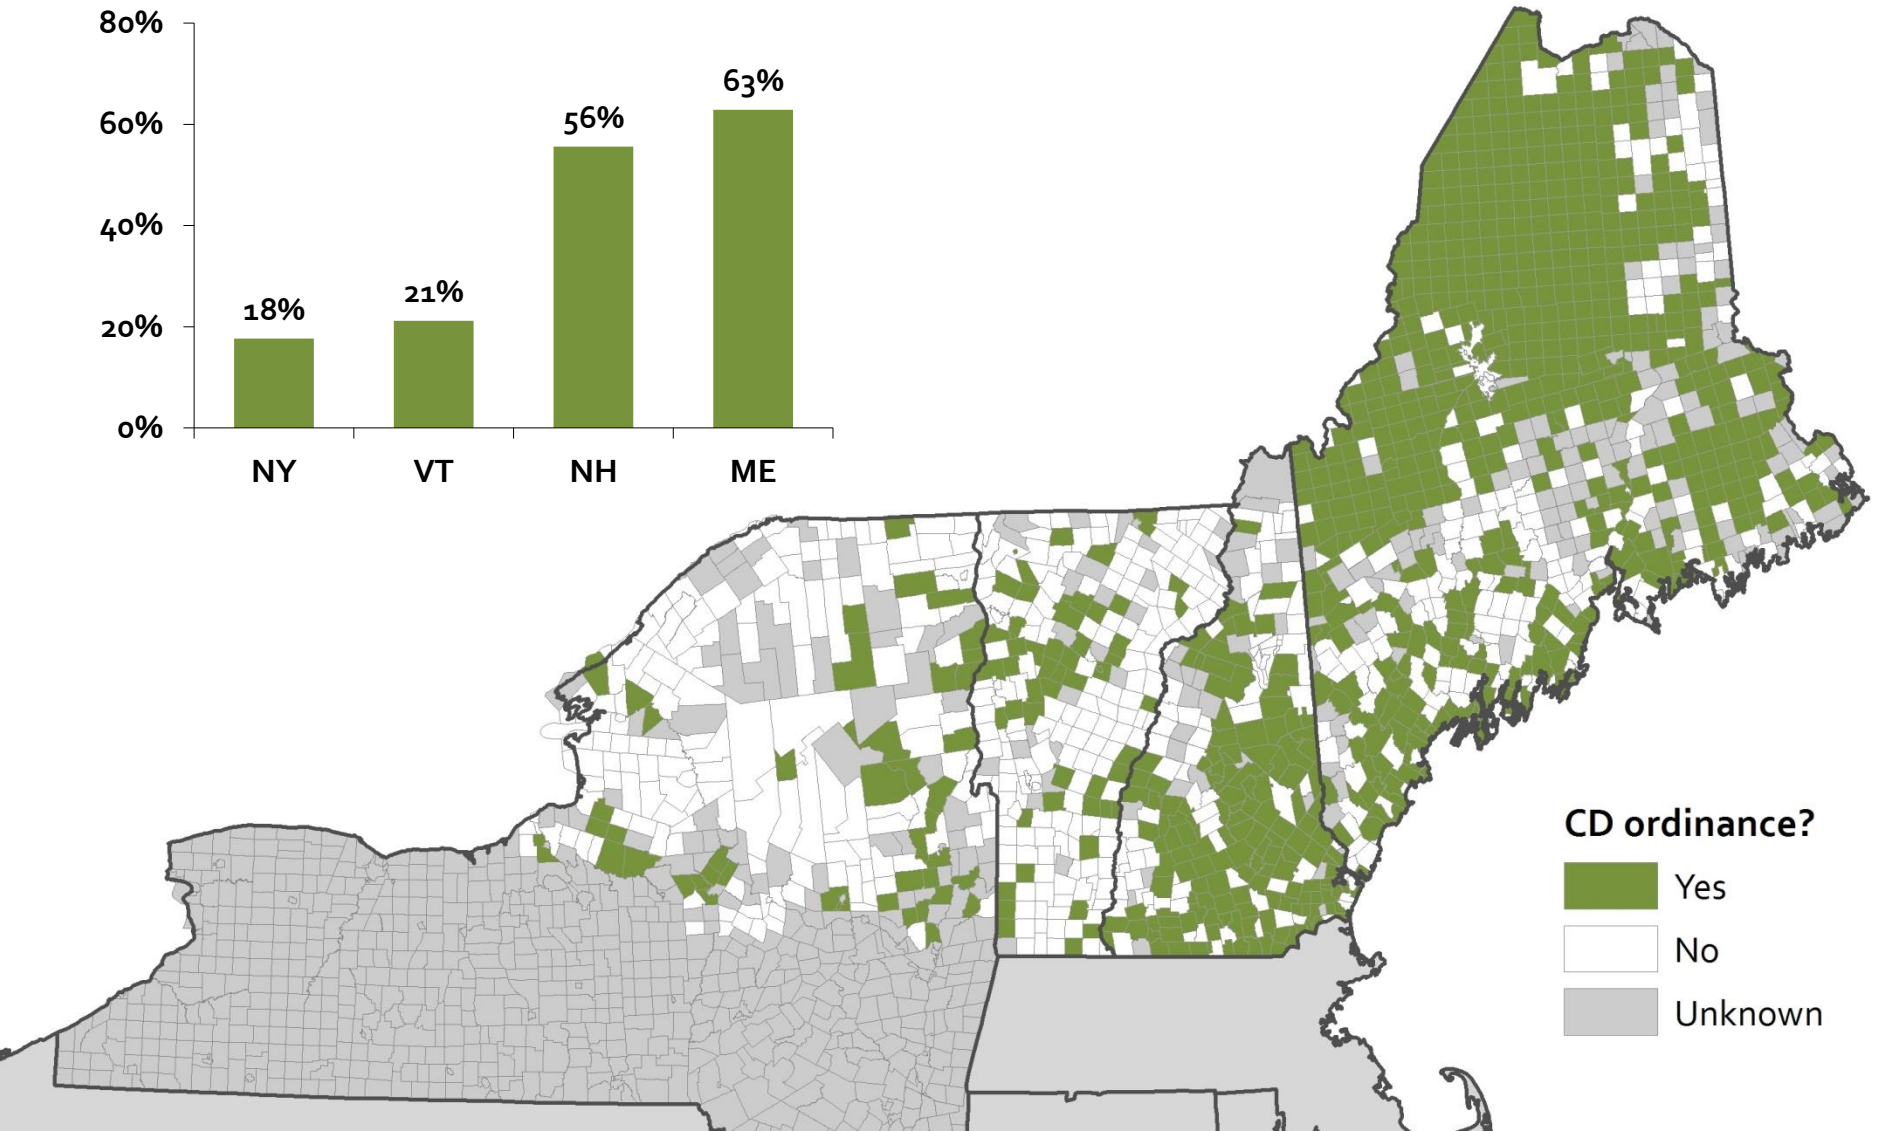 80%
60%
40%
20%
0%
18%
21%
56%
63%
NY
VT
NH
ME
CD ordinance?
Yes
No
Unknown